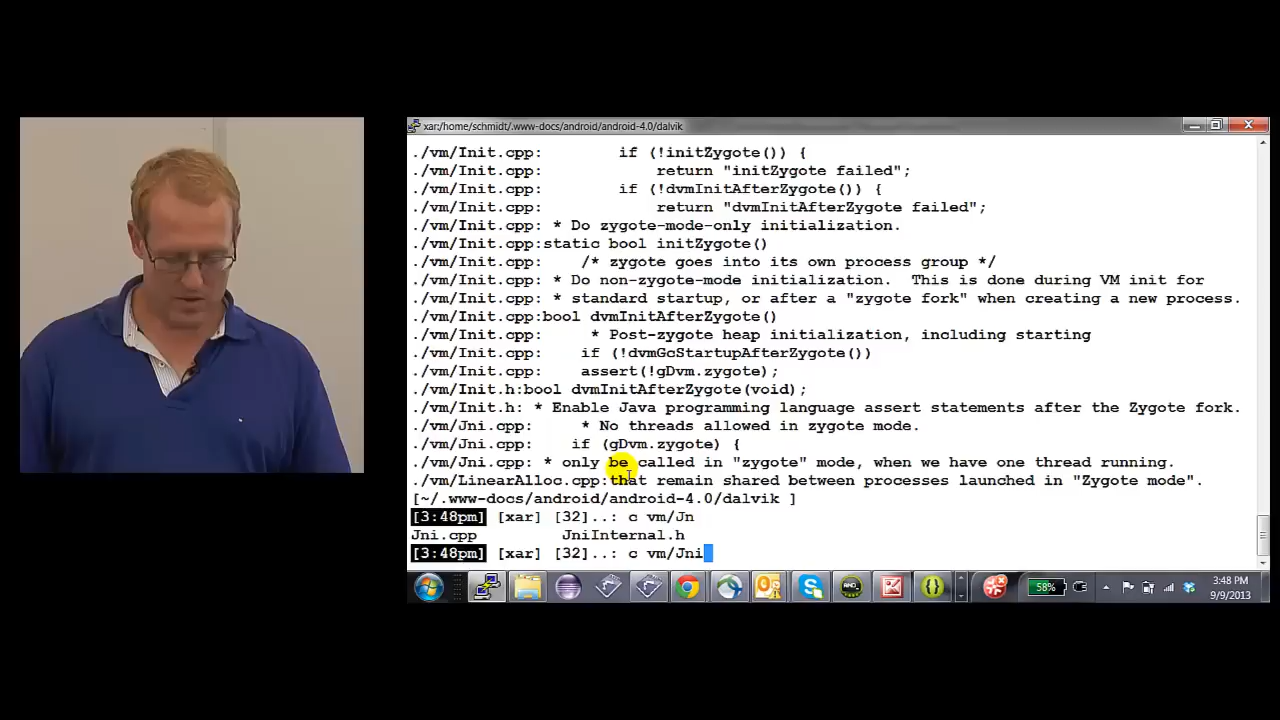 xar:/home/schmidt/.www-docs/android/android-4.0/dalvik
./vm/Init.cpp:        if (!initZygote()) {
./vm/Init.cpp:            return "initZygote failed";
./vm/Init.cpp:        if (!dvmInitAfterZygote()) {
./vm/Init.cpp:            return "dvmInitAfterZygote failed";
./vm/Init.cpp: * Do zygote-mode-only initialization.
./vm/Init.cpp:static bool initZygote()
./vm/Init.cpp:    /* zygote goes into its own process group */
./vm/Init.cpp: * Do non-zygote-mode initialization.  This is done during VM init for
./vm/Init.cpp: * standard startup, or after a "zygote fork" when creating a new process.
./vm/Init.cpp:bool dvmInitAfterZygote()
./vm/Init.cpp:     * Post-zygote heap initialization, including starting
./vm/Init.cpp:    if (!dvmGcStartupAfterZygote())
./vm/Init.cpp:    assert(!gDvm.zygote);
./vm/Init.h:bool dvmInitAfterZygote(void);
./vm/Init.h: * Enable Java programming language assert statements after the Zygote fork.
./vm/Jni.cpp:      * No threads allowed in zygote mode.
./vm/Jni.cpp:    if (gDvm.zygote) {
./vm/Jni.cpp: * only be called in "zygote" mode, when we have one thread running.
./vm/LinearAlloc.cpp:that remain shared between processes launched in "Zygote mode".
[~/.www-docs/android/android-4.0/dalvik ]
[3:48pm] [xar] [32]..: c vm/Jn
Jni.cpp         JniInternal.h
[3:48pm] [xar] [32]..: c vm/Jni
58%
3:48 PM
9/9/2013